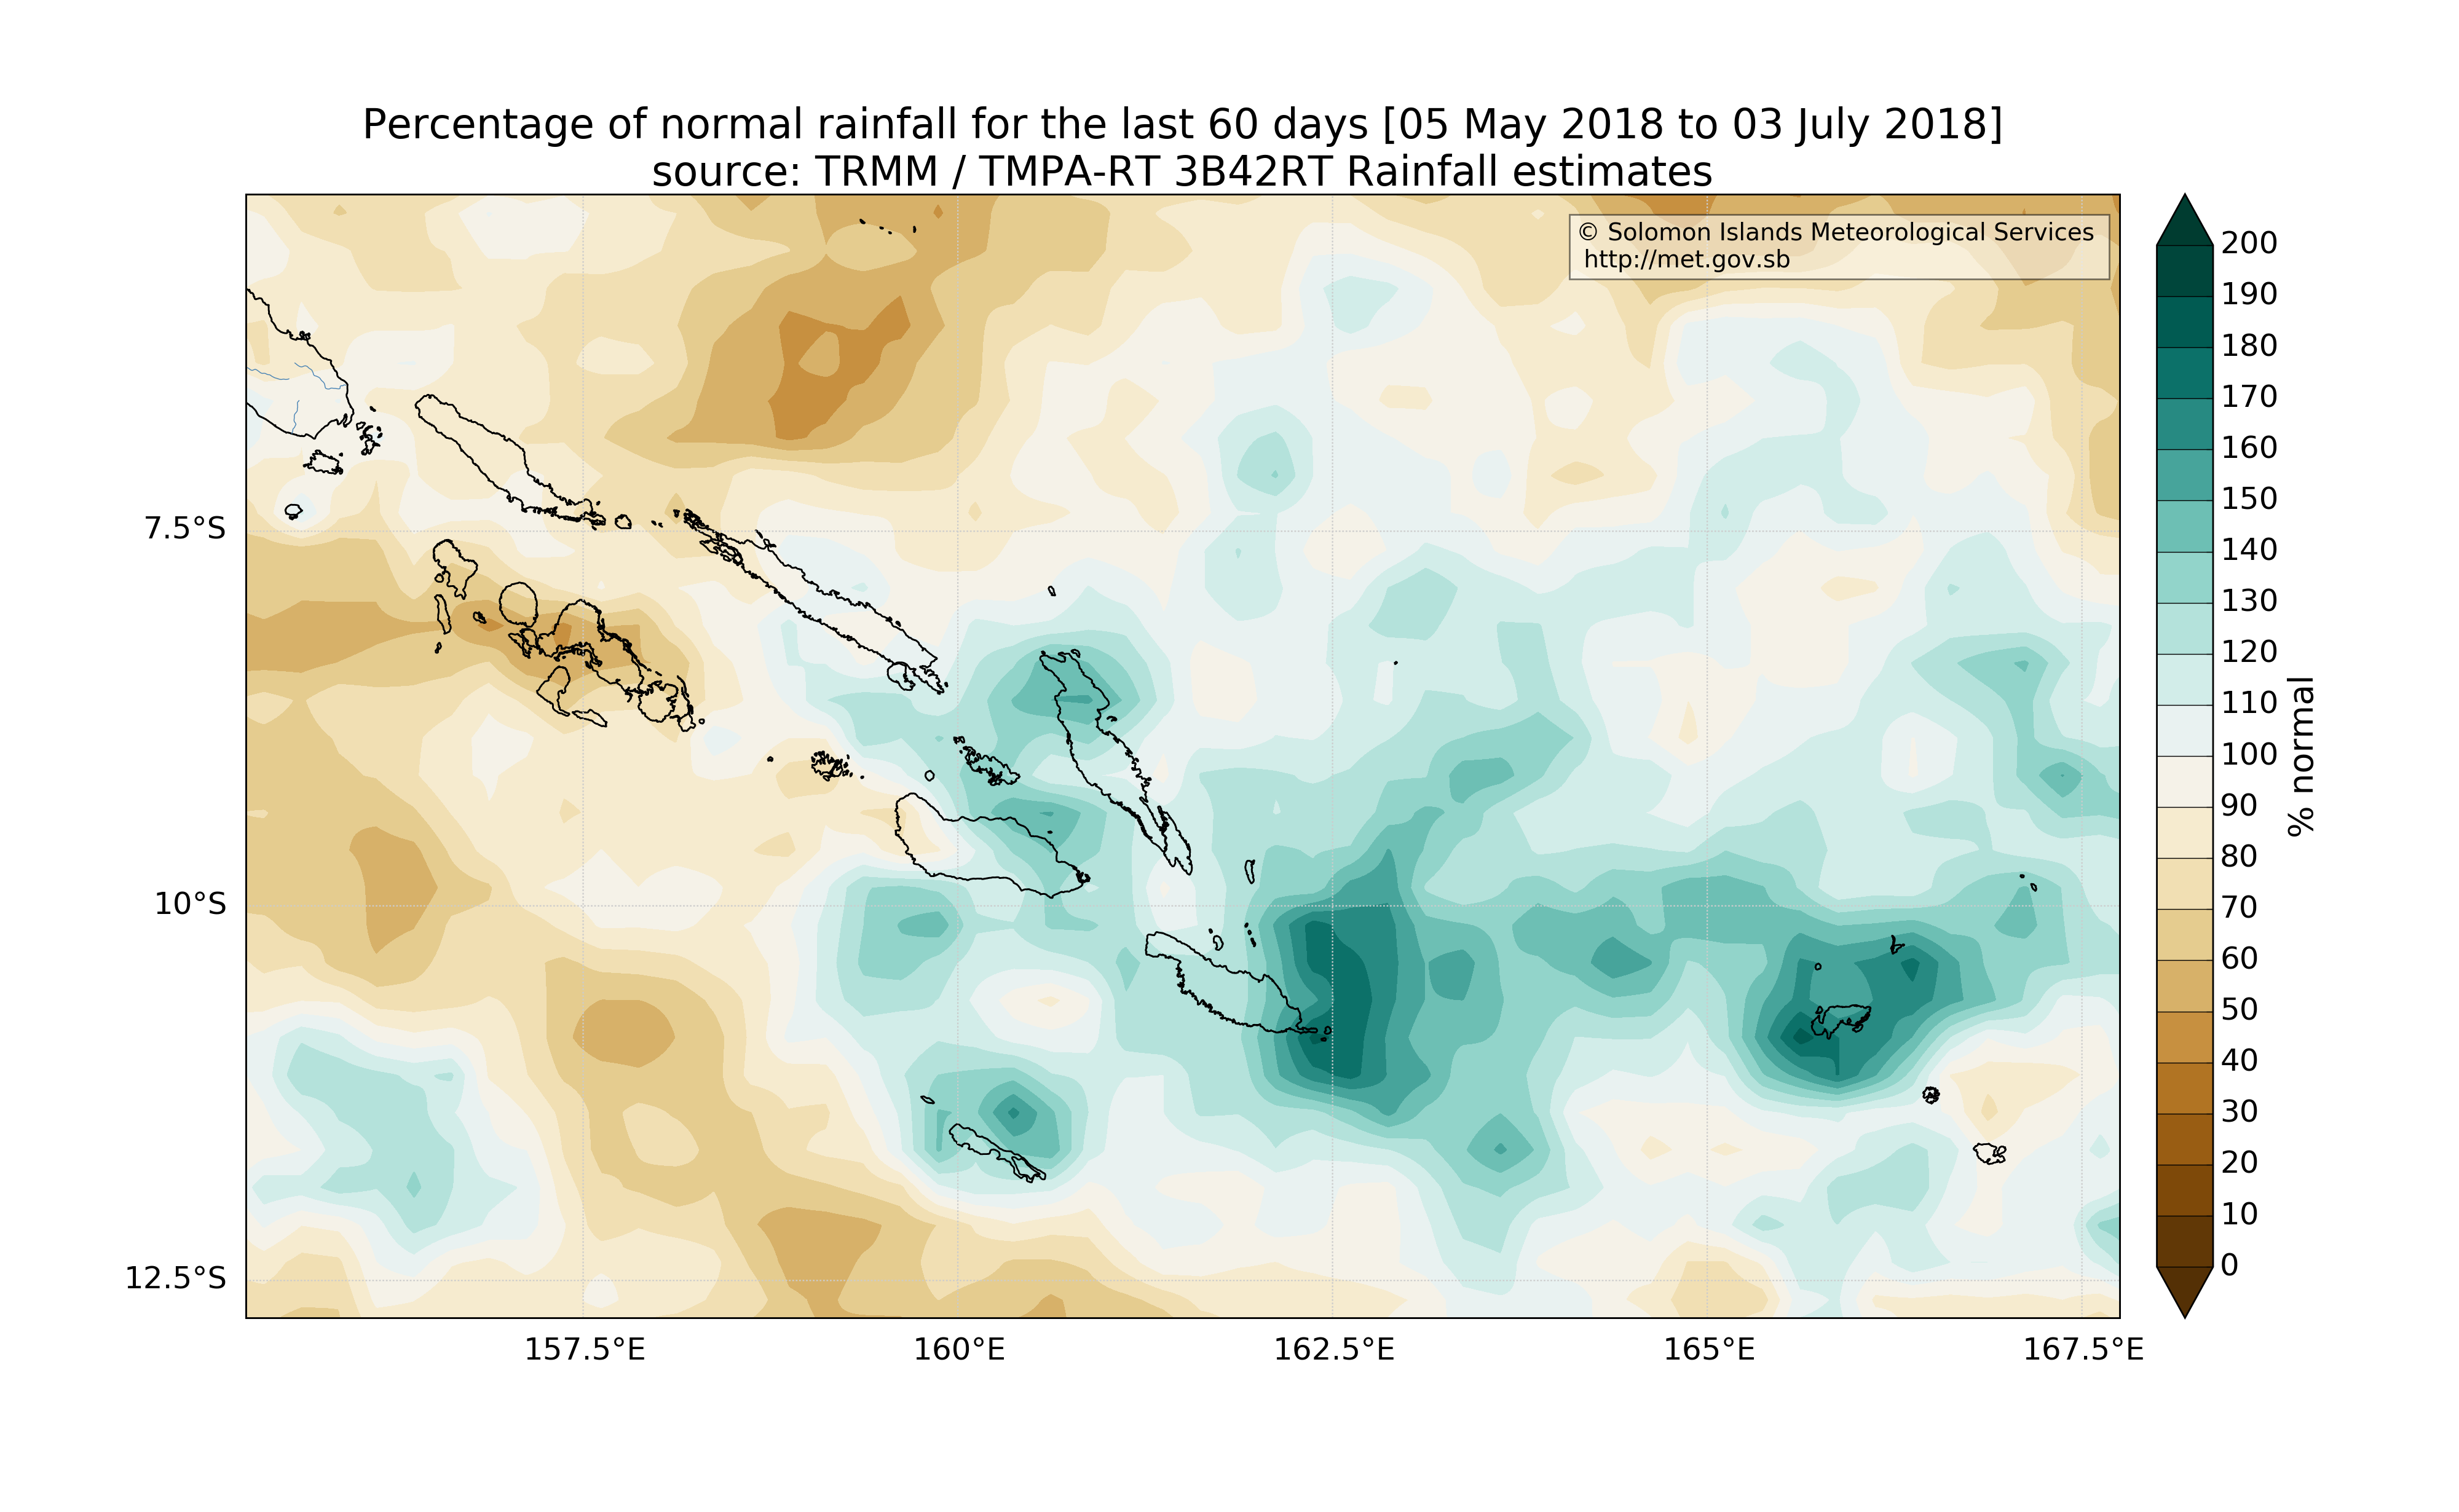 Percentage of normal rainfall for the last 60 days [05 May 2018 to 03 July 2018]
source: TRMM / TMPA-RT 3B42RT Rainfall estimates
© Solomon Islands Meteorological Services
http://met.gov.sb
7.5°S
10°S
12.5°S
157.5°E
160°E
162.5°E
165°E
167.5°E
200
190
180
170
160
150
140
130
120
110
100
90
80
70
60
50
40
30
20
10
0
% normal